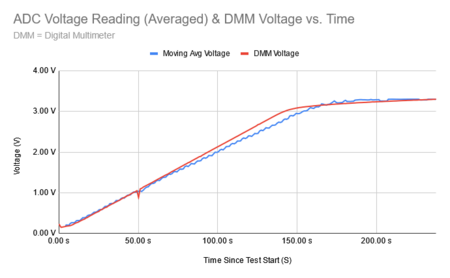 ADC Voltage Reading (Averaged) & DMM Voltage vs. Time
DMM = Digital Multimeter
Moving Avg Voltage
DMM Voltage
4.00 V
3.00 V
2.00 V
1.00 V
0.00 V
Voltage (V)
0.00 s
50.00 s
100.00 s
150.00 s
200.00 s
Time Since Test Start (S)